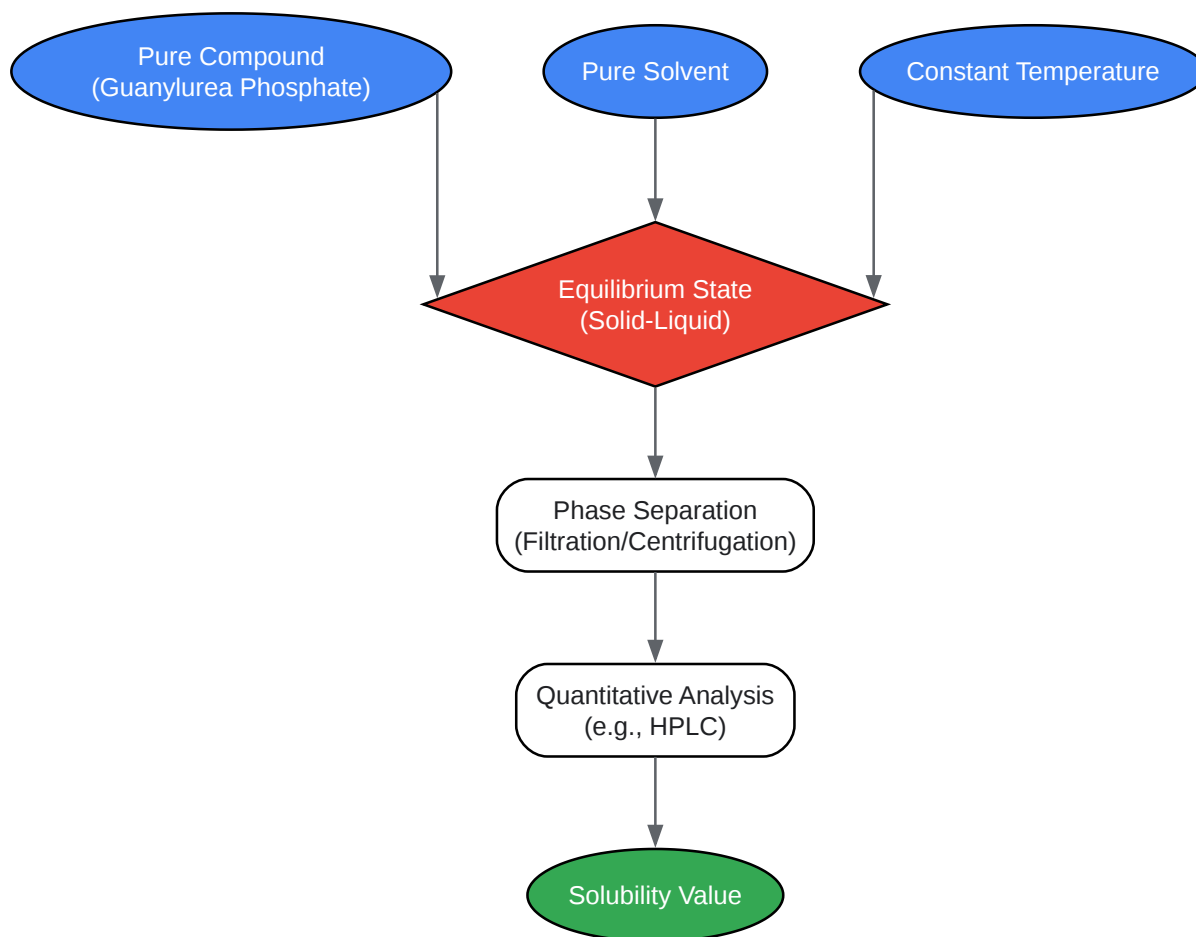 Pure Compound
(Guanylurea Phosphate)
Pure Solvent
Constant Temperature
Equilibrium State
(Solid-Liquid)
Phase Separation
(Filtration/Centrifugation)
Quantitative Analysis
(e.g., HPLC)
Solubility Value